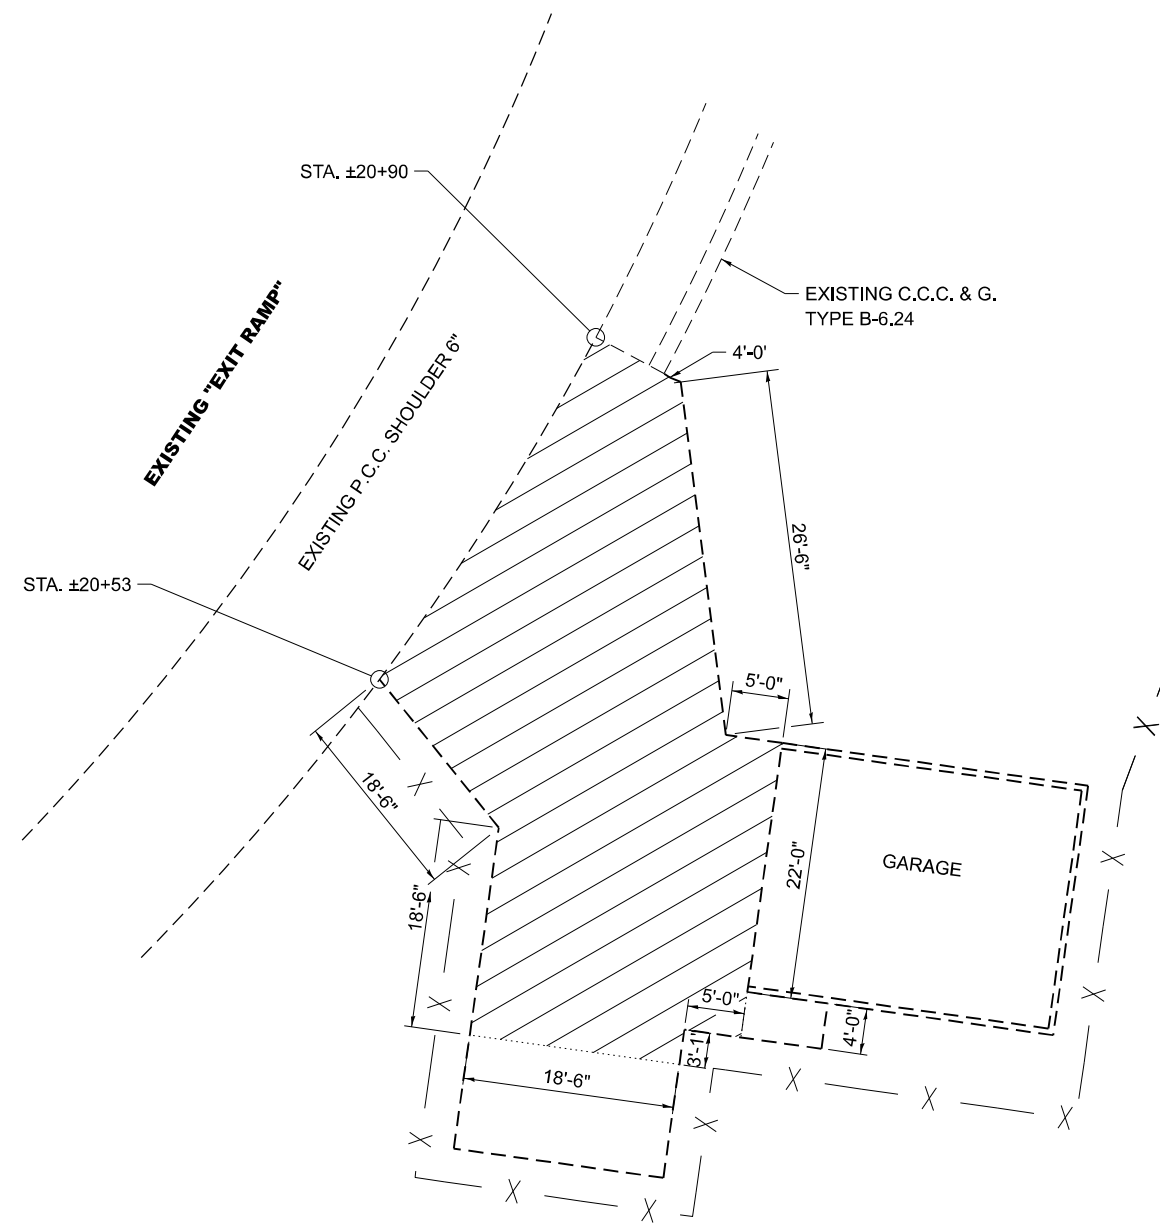 STA. ±20+90
EXISTING C.C.C. & G.
TYPE B-6.24
4'-0'
EXISTING "EXIT RAMP"
EXISTING P.C.C. SHOULDER 6"
26'-6"
STA. ±20+53
5'-0"
18'-6"
22'-0"
GARAGE
18'-6"
5'-0"
4'-0"
3'-1"
18'-6"